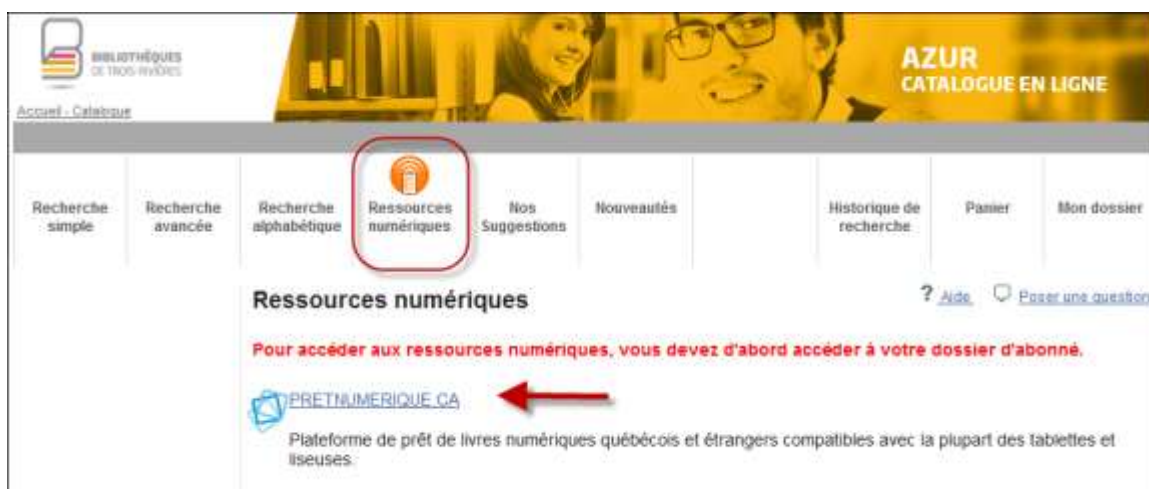 BIBLIOTHÈQUES
DE TROIS-RIVIÈRES
AZUR
CATALOGUE EN LIGNE
Accueil - Catalogue
Recherche
simple
Recherche
avancée
Recherche
alphabétique
Ressources
numériques
Nos
Suggestions
Nouveautés
Historique de
recherche
Panier
Mon dossier
Ressources numériques
? Aide
Poser une question
Pour accéder aux ressources numériques, vous devez d'abord accéder à votre dossier d'abonné.
PRETNUMERIQUE.CA
Plateforme de prêt de livres numériques québécois et étrangers compatibles avec la plupart des tablettes et
liseuses.